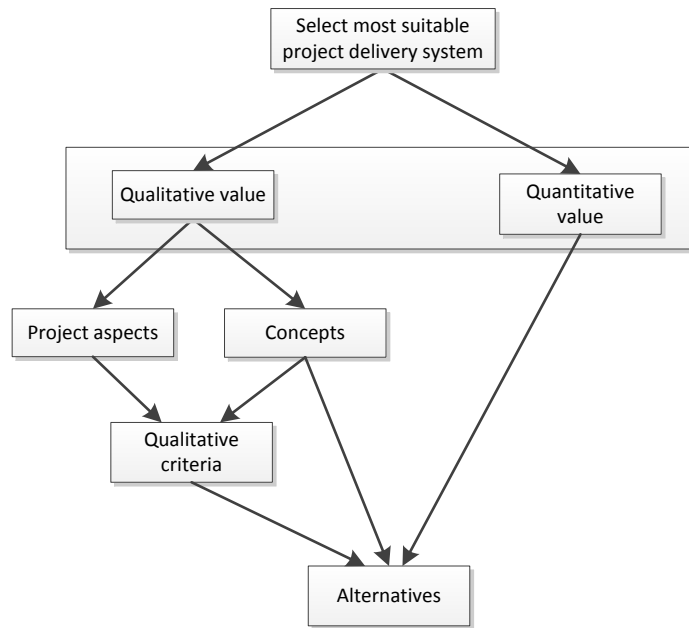 Select most suitable
project delivery system
Qualitative value
Quantitative
value
Project aspects
Concepts
Qualitative
criteria
Alternatives